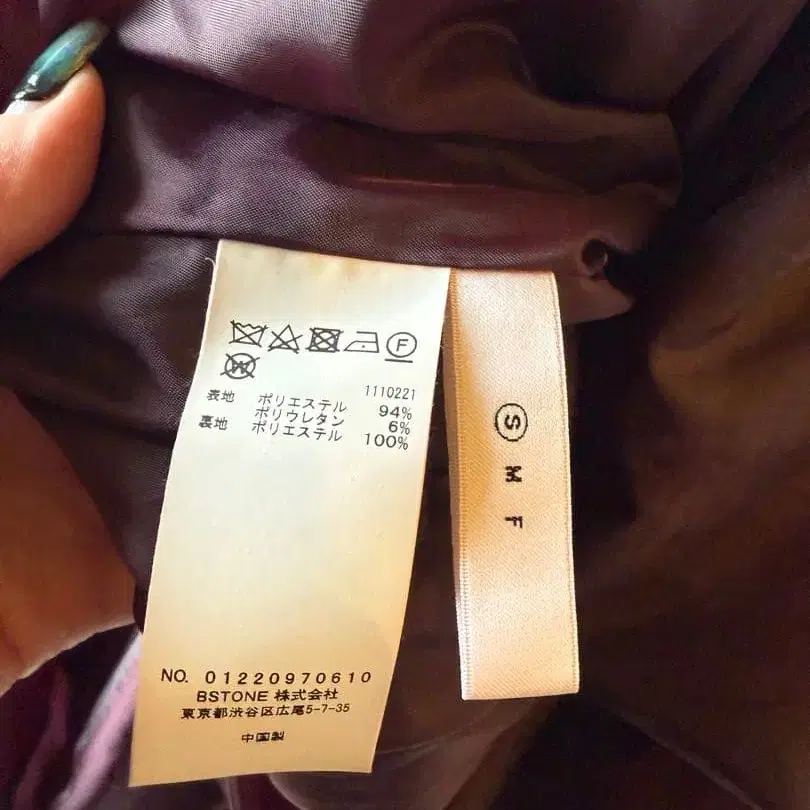 F
W
1110221
表地 ポリエステル 94%
ポリウレタン 6%
裏地 ポリエステル 100%
NO. 01220970610
BSTONE 株式会社
東京都渋谷区広尾5-7-35
中国製
S M F